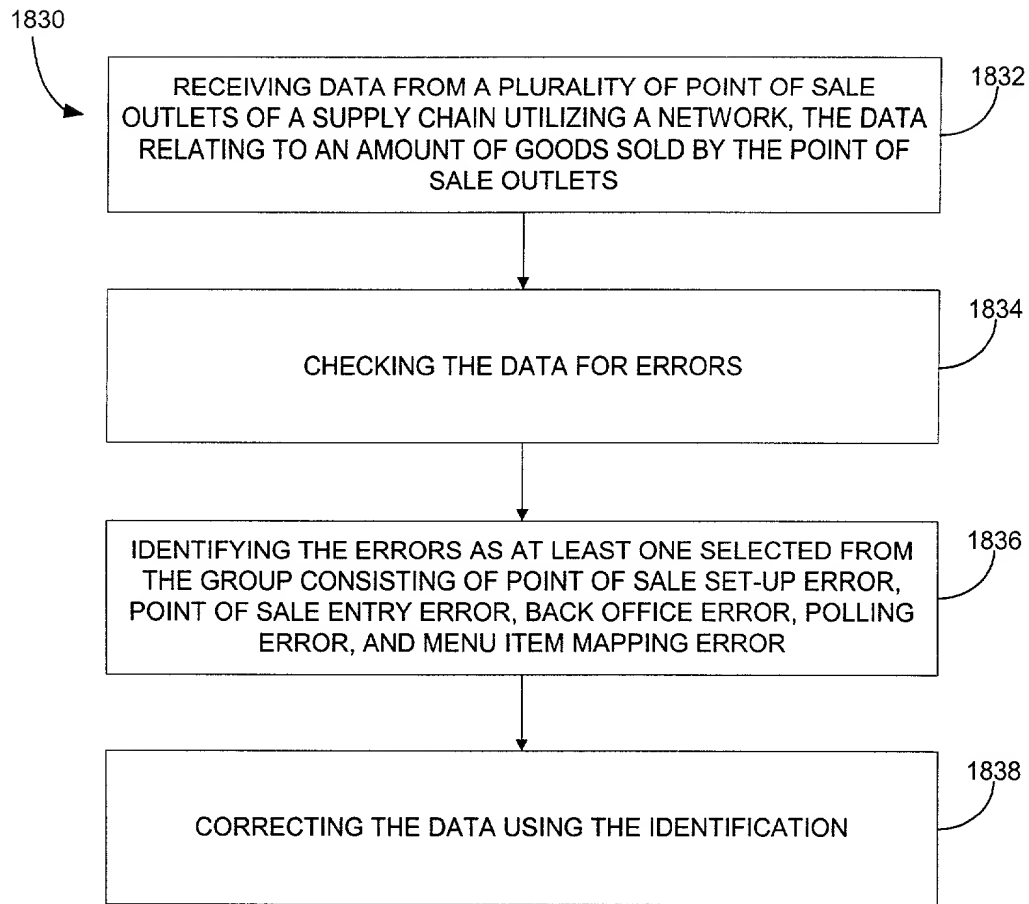 1830
RECEIVING DATA FROM A PLURALITY OF POINT OF SALE
OUTLETS OF A SUPPLY CHAIN UTILIZING A NETWORK, THE DATA
RELATING TO AN AMOUNT OF GOODS SOLD BY THE POINT OF
SALE OUTLETS
1832
CHECKING THE DATA FOR ERRORS
1834
IDENTIFYING THE ERRORS AS AT LEAST ONE SELECTED FROM
THE GROUP CONSISTING OF POINT OF SALE SET-UP ERROR,
POINT OF SALE ENTRY ERROR, BACK OFFICE ERROR, POLLING
ERROR, AND MENU ITEM MAPPING ERROR
1836
CORRECTING THE DATA USING THE IDENTIFICATION
1838